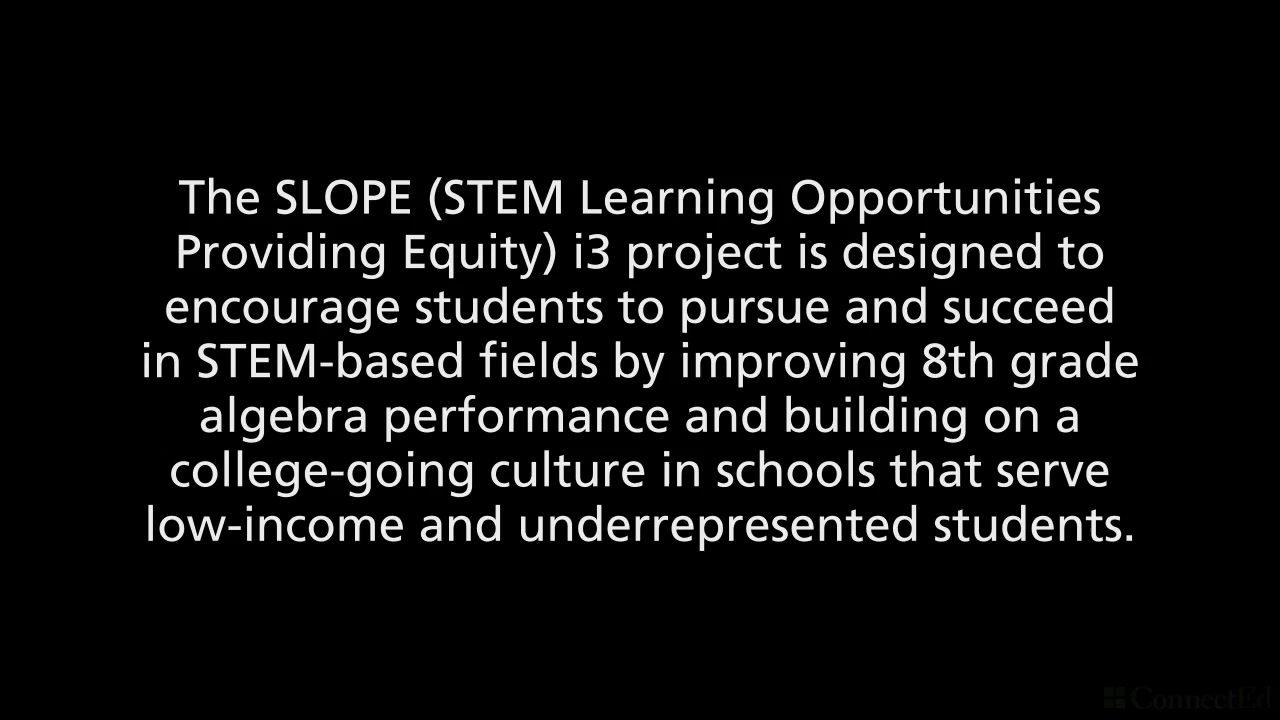 The SLOPE (STEM Learning Opportunities
Providing Equity) i3 project is designed to
encourage students to pursue and succeed
in STEM-based fields by improving 8th grade
algebra performance and building on a
college-going culture in schools that serve
low-income and underrepresented students.
ConnectEd